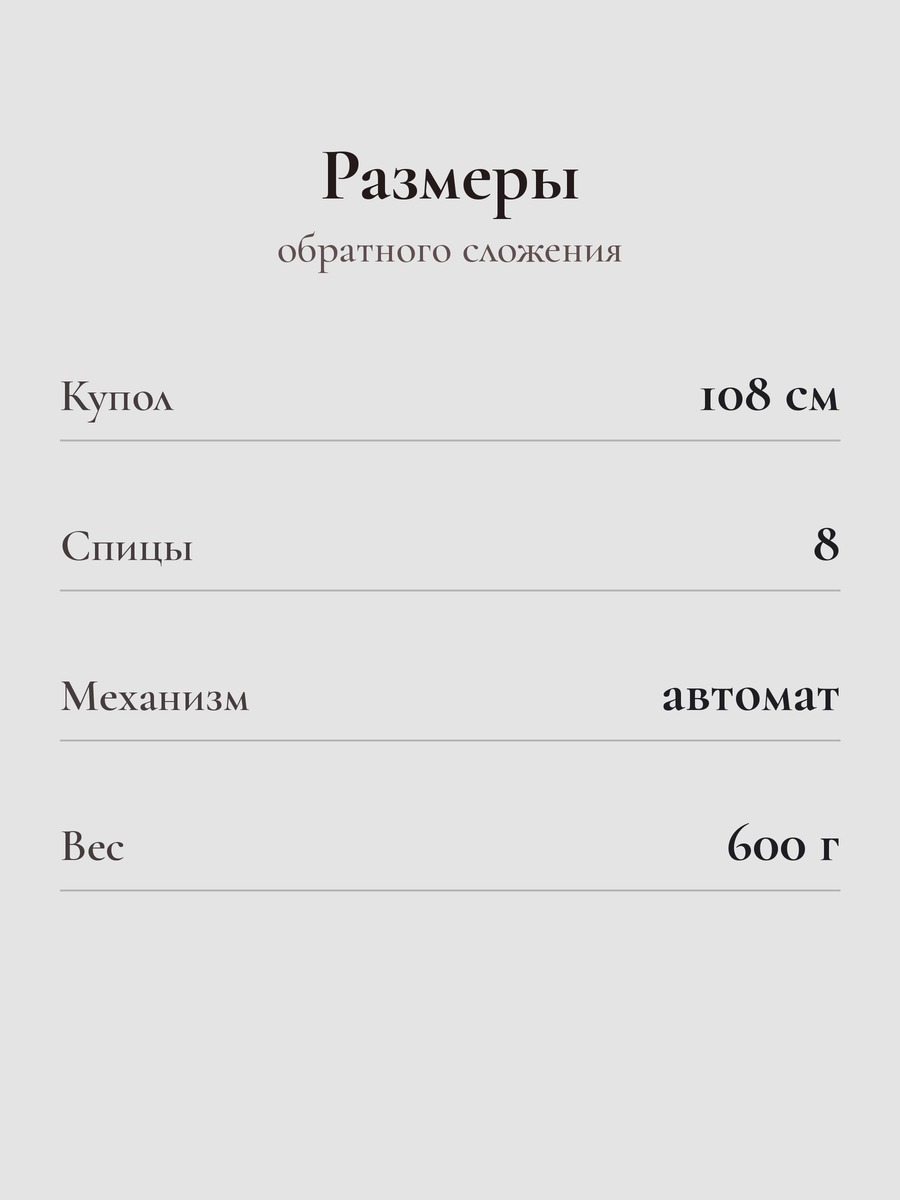 Размеры
обратного сложения
Купол 108 см
Спицы 8
Механизм автомат
Вес 600 г